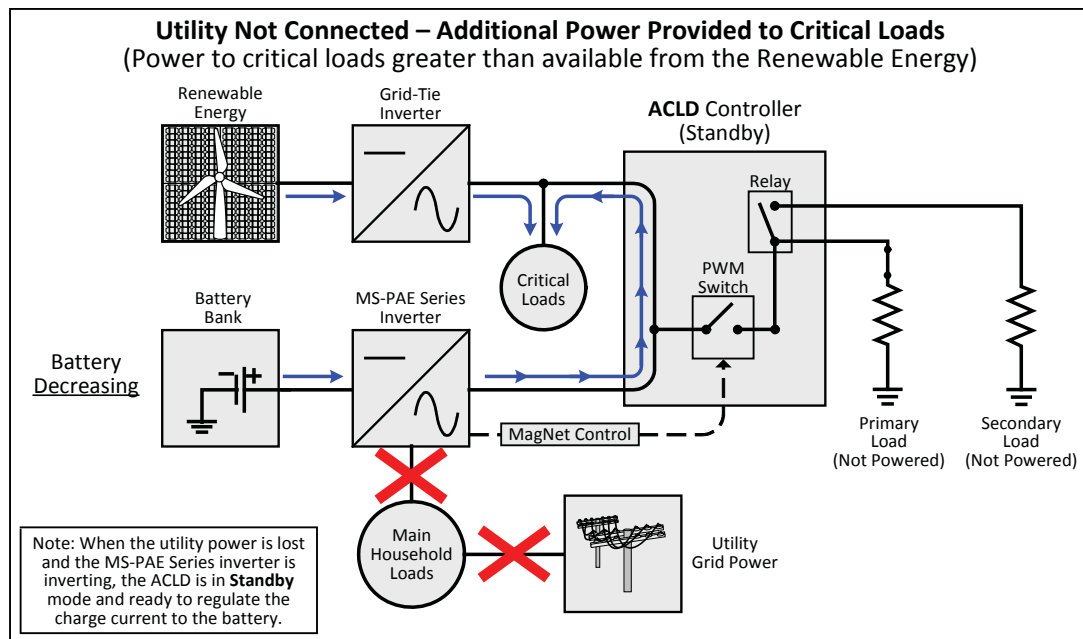 Utility Not Connected – Additional Power Provided to Critical Loads
(Power to critical loads greater than available from the Renewable Energy)
Renewable
Energy
Grid-Tie
Inverter
ACLD Controller
(Standby)
Relay
Critical
Loads
PWM
Switch
Battery
Bank
MS-PAE Series
Inverter
Battery
Decreasing
MagNet Control
Primary
Load
(Not Powered)
Secondary
Load
(Not Powered)
Main
Household
Loads
Utility
Grid Power
Note: When the utility power is lost
and the MS-PAE Series inverter is
inverting, the ACLD is in Standby
mode and ready to regulate the
charge current to the battery.